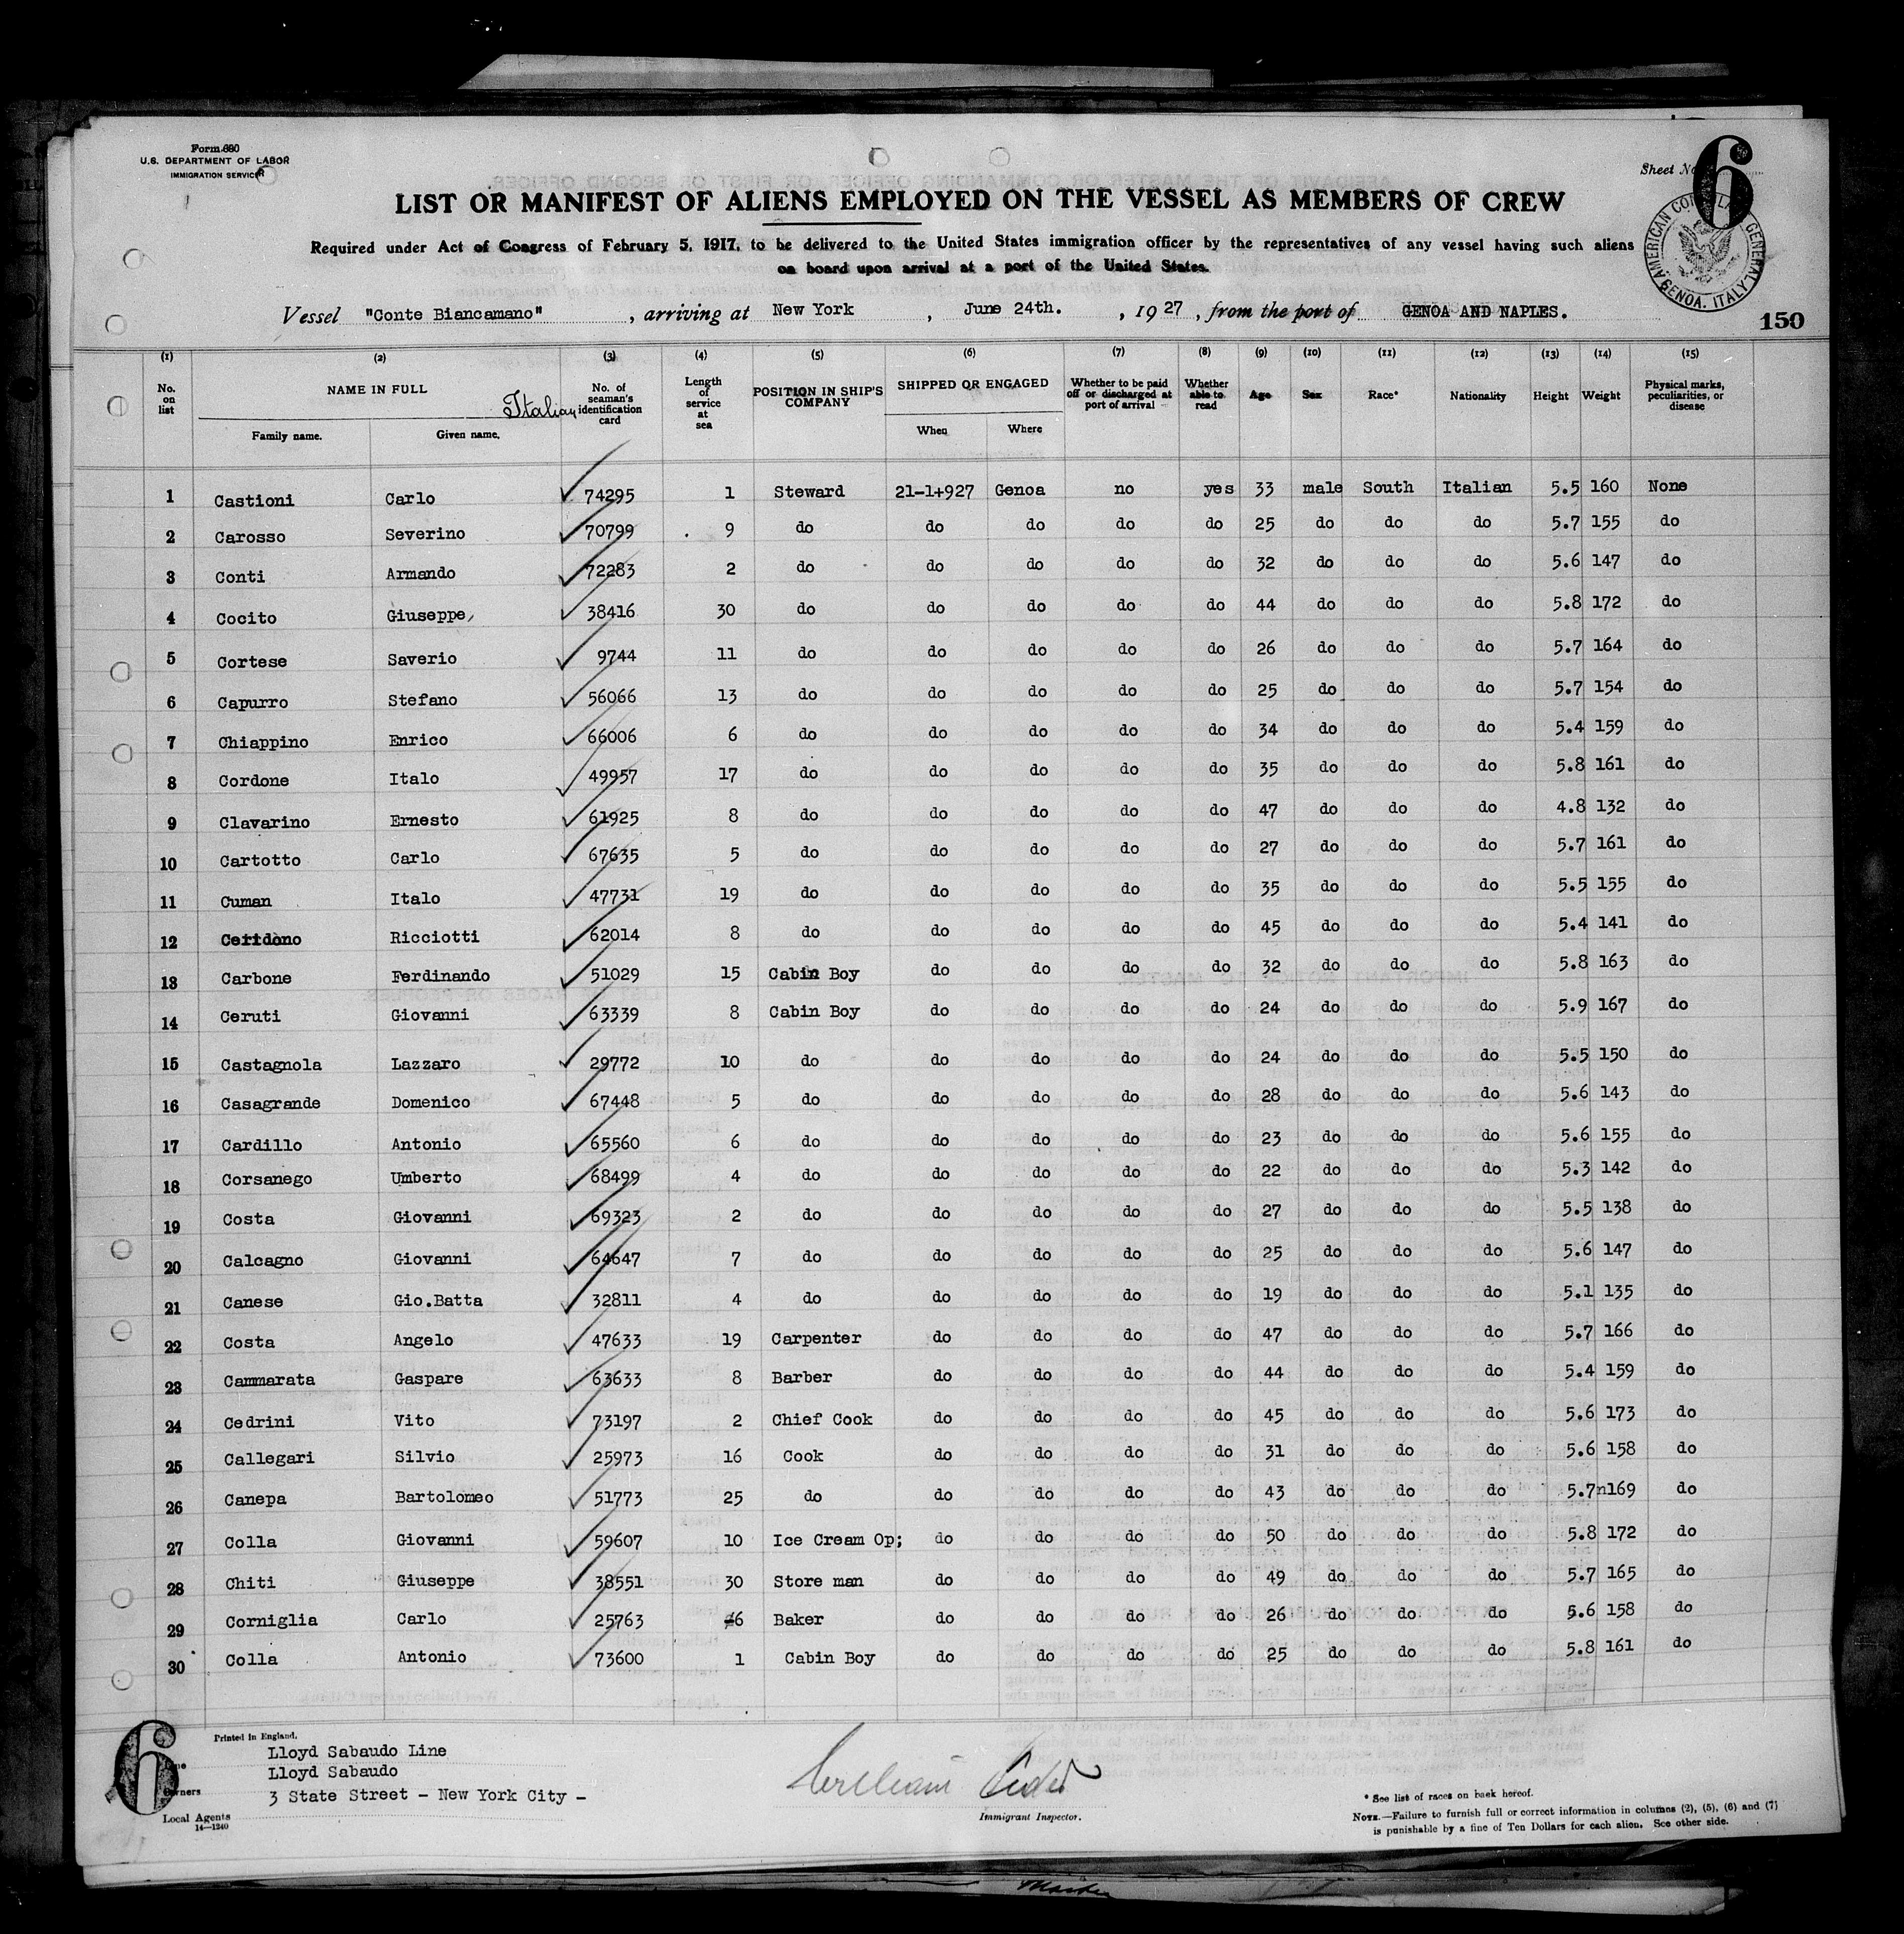 Form 680
U.S. DEPARTMENT OF LABOR
IMMIGRATION SERVICE
Sheet No. 6
LIST OR MANIFEST OF ALIENS EMPLOYED ON THE VESSEL AS MEMBERS OF CREW
Required under Act of Congress of February 5, 1917, to be delivered to the United States immigration officer by the representatives of any vessel having such aliens
on board upon arrival at a port of the United States.
AMERICAN CONSULATE GENERAL
GENOA, ITALY
Vessel "Conte Biancamano", arriving at New York, June 24th., 1927, from the port of GENOA AND NAPLES.
150
(1) (2) (3) (4) (5) (6) (7) (8) (9) (10) (11) (12) (13) (14) (15)
No. on list NAME IN FULL Italian No. of seaman's identification card Length of service at sea POSITION IN SHIP'S COMPANY SHIPPED OR ENGAGED Whether to be paid off or discharged at port of arrival Whether able to read Age Sex Race* Nationality Height Weight Physical marks, peculiarities, or disease
Family name. Given name. When Where
1 Castioni Carlo 74295 1 Steward 21-1+927 Genoa no yes 33 male South Italian 5.5 160 None
2 Carosso Severino 70799 9 do do do do do 25 do do do 5.7 155 do
3 Conti Armando 72283 2 do do do do do 32 do do do 5.6 147 do
4 Cocito Giuseppe 38416 30 do do do do do 44 do do do 5.8 172 do
5 Cortese Saverio 9744 11 do do do do do 26 do do do 5.7 164 do
6 Capurro Stefano 56066 13 do do do do do 25 do do do 5.7 154 do
7 Chiappino Enrico 66006 6 do do do do do 34 do do do 5.4 159 do
8 Cordone Italo 49957 17 do do do do do 35 do do do 5.8 161 do
9 Clavarino Ernesto 61925 8 do do do do do 47 do do do 4.8 132 do
10 Cartotto Carlo 67635 5 do do do do do 27 do do do 5.7 161 do
11 Cuman Italo 47731 19 do do do do do 35 do do do 5.5 155 do
12 Ricciotti 62014 8 do do do do do 45 do do do 5.4 141 do
13 Carbone Ferdinando 51029 15 Cabin Boy do do do do 32 do do do 5.8 163 do
14 Ceruti Giovanni 63339 8 Cabin Boy do do do do 24 do do do 5.9 167 do
15 Castagnola Lazzaro 29772 10 do do do do do 24 do do do 5.5 150 do
16 Casagrande Domenico 67448 5 do do do do do 28 do do do 5.6 143 do
17 Cardillo Antonio 65560 6 do do do do do 23 do do do 5.6 155 do
18 Corsanego Umberto 68499 4 do do do do do 22 do do do 5.3 142 do
19 Costa Giovanni 69323 2 do do do do do 27 do do do 5.5 138 do
20 Calcagno Giovanni 64647 7 do do do do do 25 do do do 5.6 147 do
21 Canese Gio.Batta 32811 4 do do do do do 19 do do do 5.1 135 do
22 Costa Angelo 47633 19 Carpenter do do do do 47 do do do 5.7 166 do
23 Cammarata Gaspare 63633 8 Barber do do do do 44 do do do 5.4 159 do
24 Cedrini Vito 73197 2 Chief Cook do do do do 45 do do do 5.6 173 do
25 Callegari Silvio 25973 16 Cook do do do do 31 do do do 5.6 158 do
26 Canepa Bartolomeo 51773 25 do do do do do 43 do do do 5.7n169 do
27 Colla Giovanni 59607 10 Ice Cream Op; do do do do 50 do do do 5.8 172 do
28 Chiti Giuseppe 38551 30 Store man do do do do 49 do do do 5.7 165 do
29 Corniglia Carlo 25763 6 Baker do do do do 26 do do do 5.6 158 do
30 Colla Antonio 73600 1 Cabin Boy do do do do 25 do do do 5.8 161 do
6
Printed in England.
Lloyd Sabaudo Line
Owners Lloyd Sabaudo
Local Agents 3 State Street - New York City -
14—1240
William
Immigrant Inspector.
* See list of races on back hereof.
NOTE.—Failure to furnish full or correct information in columns (2), (5), (6) and (7)
is punishable by a fine of Ten Dollars for each alien. See other side.
Master